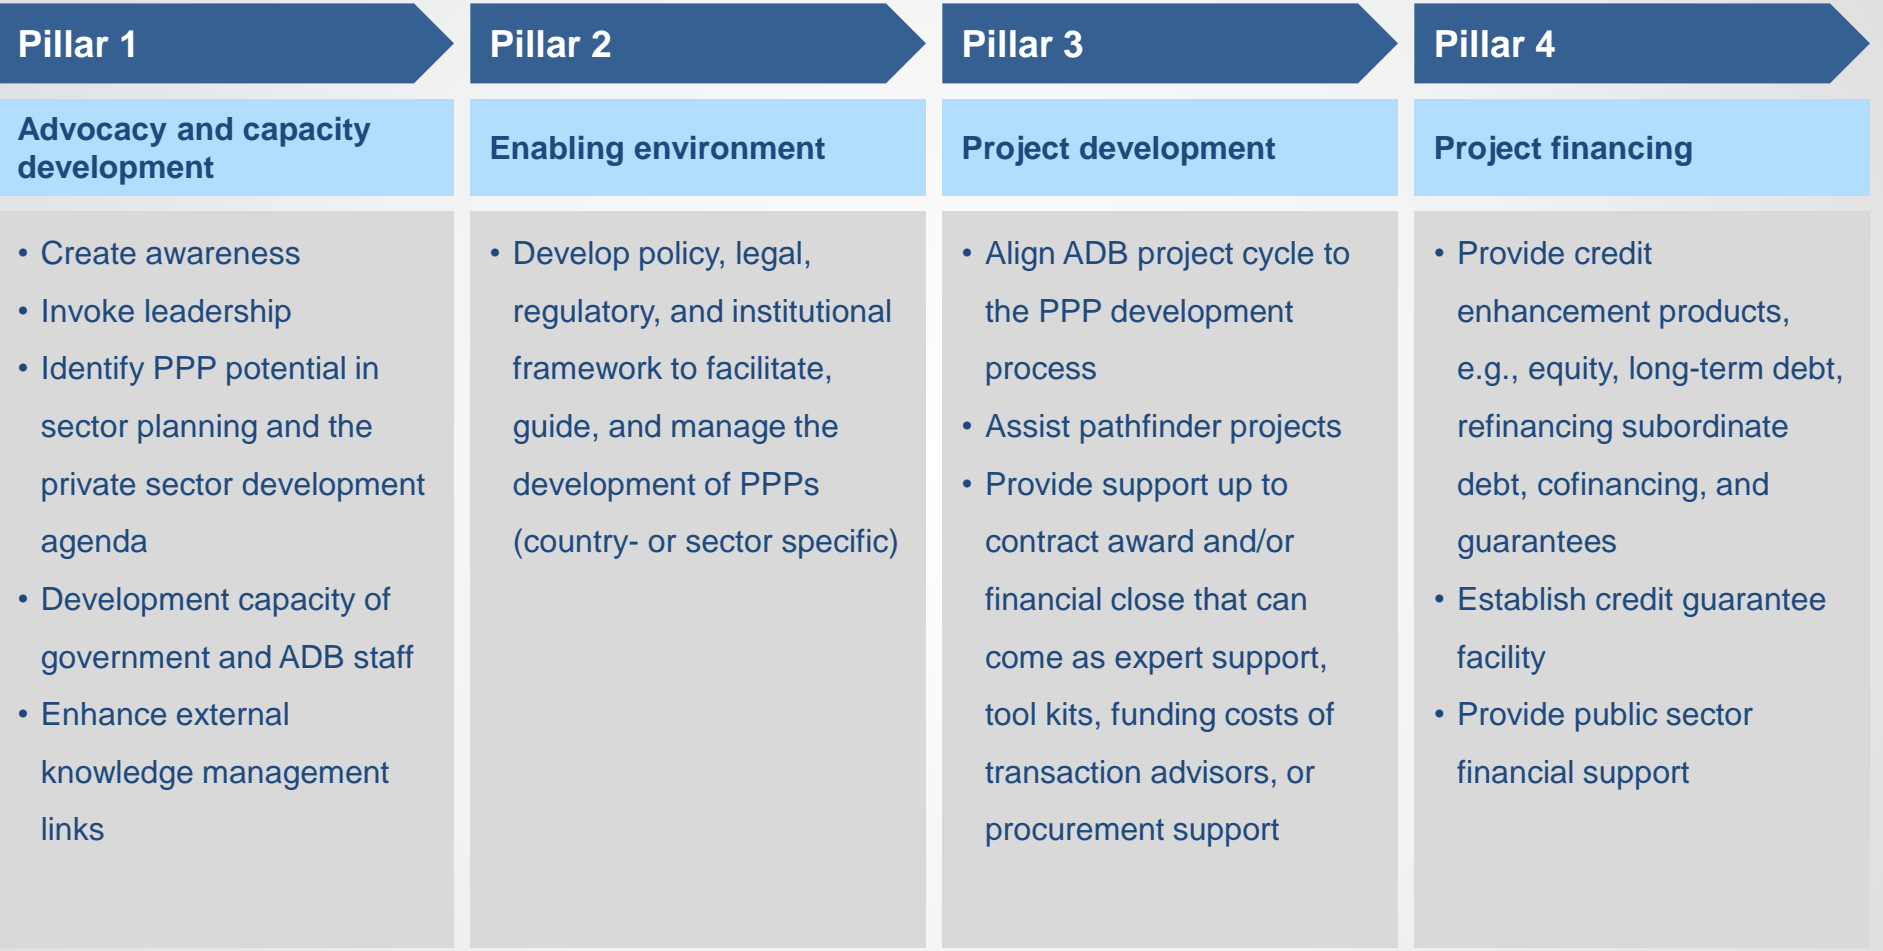 Pillar 1
Advocacy and capacity
development
• Create awareness
• Invoke leadership
• Identify PPP potential in
sector planning and the
private sector development
agenda
• Development capacity of
government and ADB staff
• Enhance external
knowledge management
links
Pillar 2
Enabling environment
• Develop policy, legal,
regulatory, and institutional
framework to facilitate,
guide, and manage the
development of PPPs
(country- or sector specific)
Pillar 3
Project development
• Align ADB project cycle to
the PPP development
process
• Assist pathfinder projects
• Provide support up to
contract award and/or
financial close that can
come as expert support,
tool kits, funding costs of
transaction advisors, or
procurement support
Pillar 4
Project financing
• Provide credit
enhancement products,
e.g., equity, long-term debt,
refinancing subordinate
debt, cofinancing, and
guarantees
• Establish credit guarantee
facility
• Provide public sector
financial support